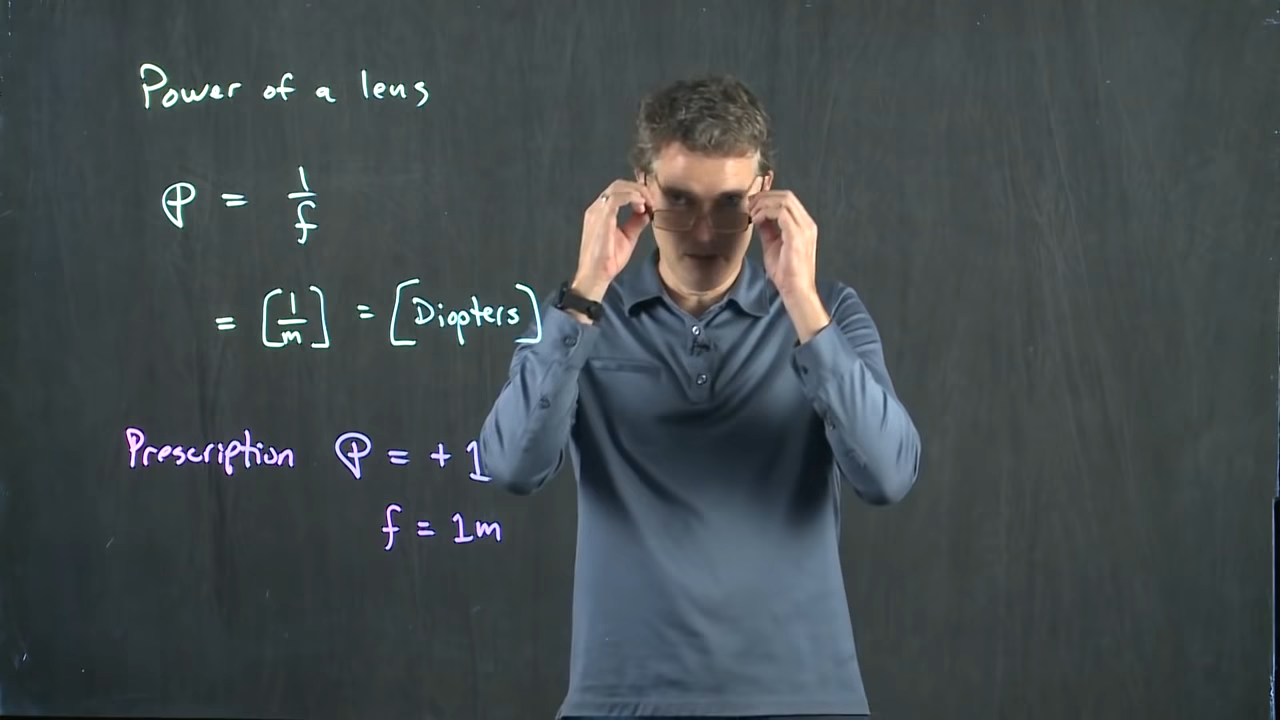 Power of a lens
P = 1/f
= [1/m] = [Diopters]
Prescription P = + 1
f = 1m